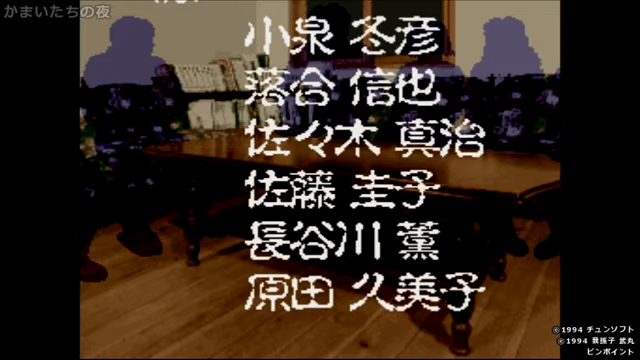 かまいたちの夜
小泉 冬彦
落合 信也
佐々木 真治
佐藤 圭子
長谷川 薫
原田 久美子
©1994 チュンソフト
©1994 我孫子 武丸
ピンポイント